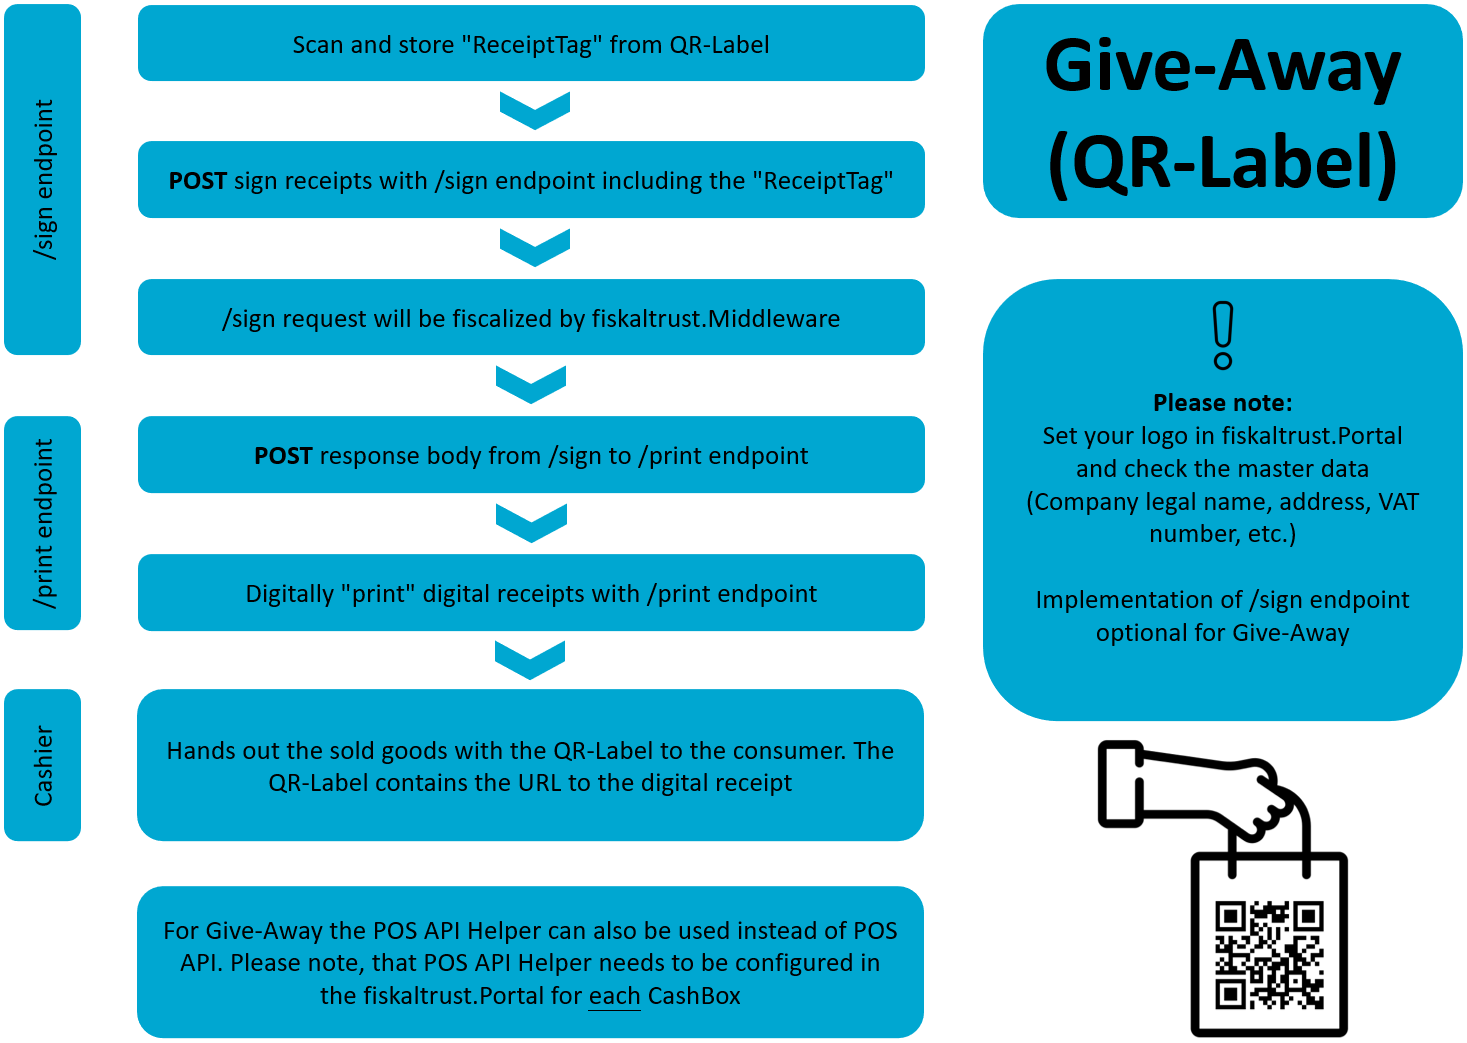 /sign endpoint
Scan and store "ReceiptTag" from QR-Label
POST sign receipts with /sign endpoint including the "ReceiptTag"
/sign request will be fiscalized by fiskaltrust.Middleware
/print endpoint
POST response body from /sign to /print endpoint
Digitally "print" digital receipts with /print endpoint
Cashier
Hands out the sold goods with the QR-Label to the consumer. The
QR-Label contains the URL to the digital receipt
For Give-Away the POS API Helper can also be used instead of POS
API. Please note, that POS API Helper needs to be configured in
the fiskaltrust.Portal for each CashBox
Give-Away
(QR-Label)
Please note:
Set your logo in fiskaltrust.Portal
and check the master data
(Company legal name, address, VAT
number, etc.)
Implementation of /sign endpoint
optional for Give-Away